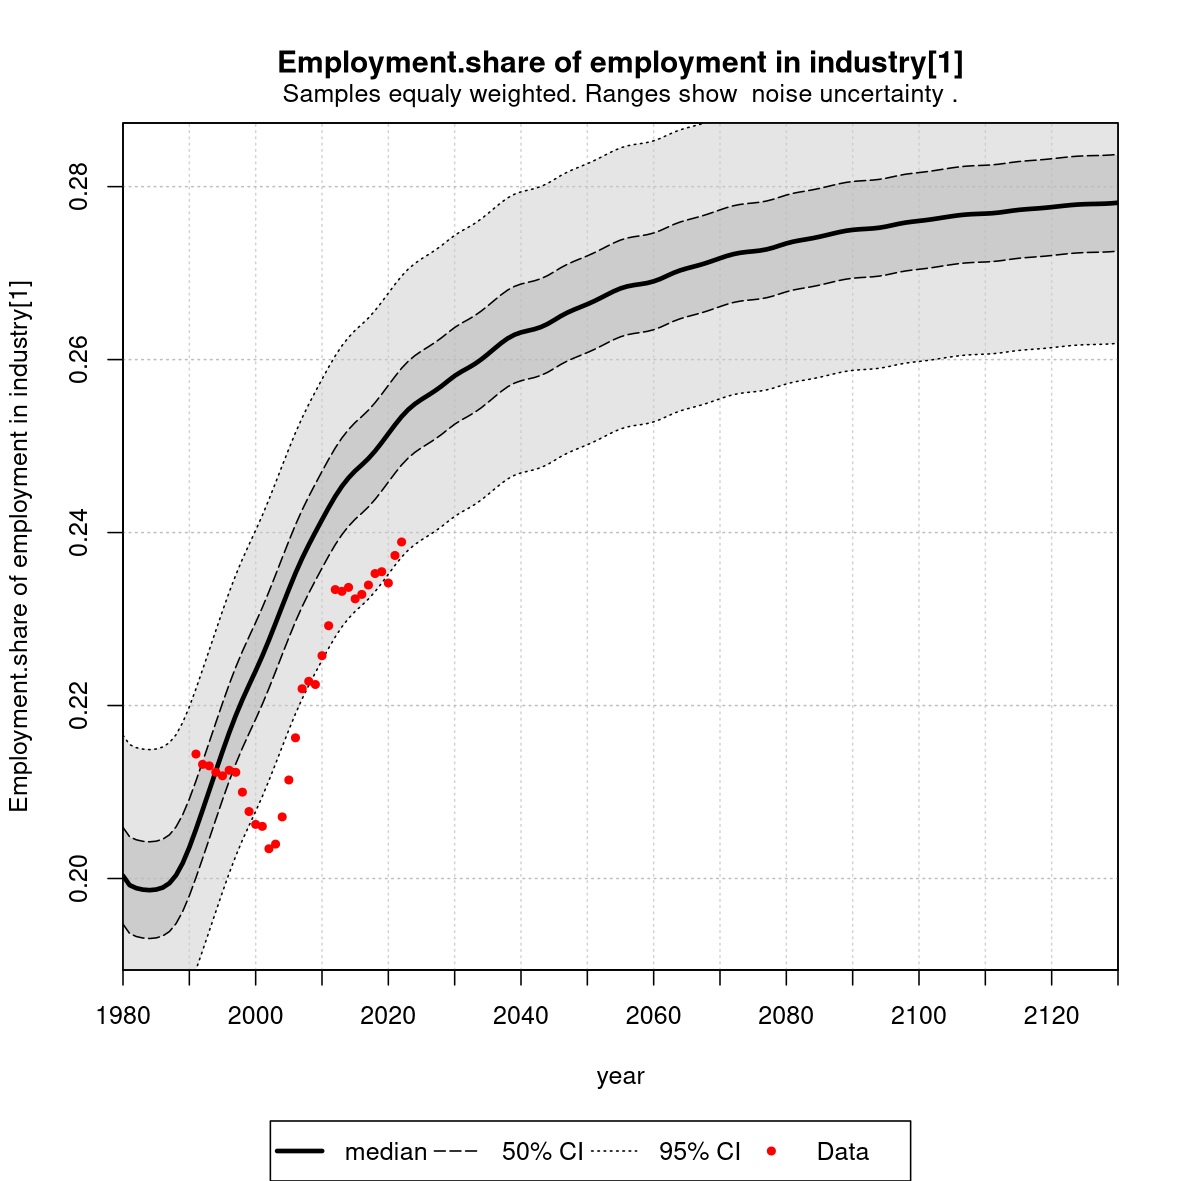 Employment.share of employment in industry[1]
Samples equaly weighted. Ranges show  noise uncertainty .
Employment.share of employment in industry[1]
0.28
0.26
0.24
0.22
0.20
1980 2000 2020 2040 2060 2080 2100 2120
year
median 50% CI 95% CI Data